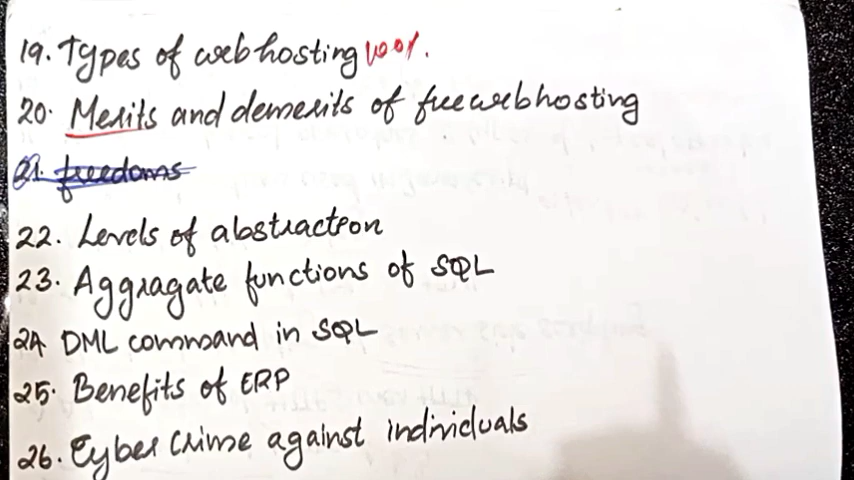 19. Types of webhosting 100%.
20. Merits and demerits of freewebhosting
21. freedoms
22. Levels of abstraction
23. Aggragate functions of SQL
24 DML command in SQL
25. Benefits of ERP
26. Cyber Crime against individuals